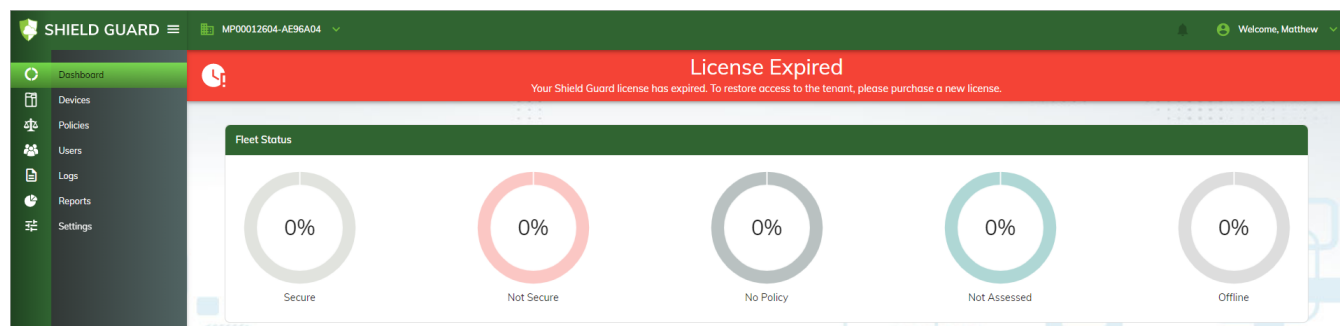 SHIELD GUARD
MP00012604-AE96A04
Welcome, Matthew
Dashboard
Devices
Policies
Users
Logs
Reports
Settings
License Expired
Your Shield Guard license has expired. To restore access to the tenant, please purchase a new license.
Fleet Status
0% 0% 0% 0% 0%
Secure Not Secure No Policy Not Assessed Offline